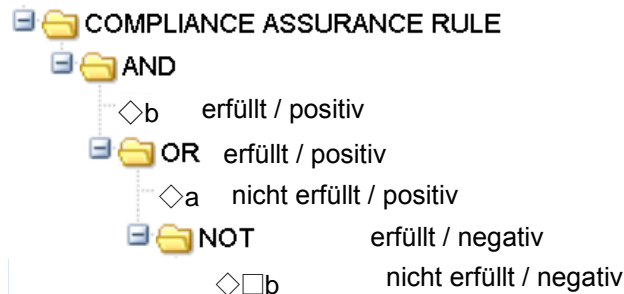 COMPLIANCE ASSURANCE RULE
AND
◇b erfüllt / positiv
OR erfüllt / positiv
◇a nicht erfüllt / positiv
NOT erfüllt / negativ
◇□b nicht erfüllt / negativ